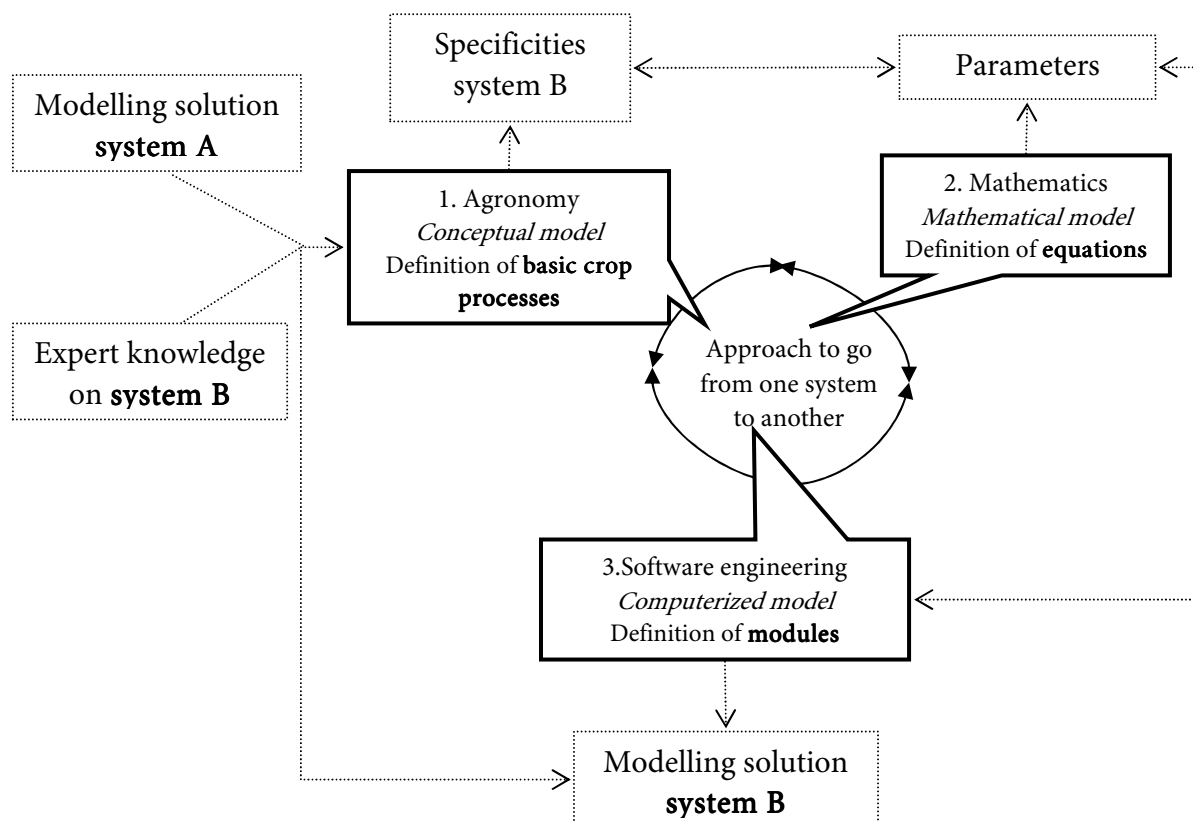 Specificities
system B
Parameters
Modelling solution
system A
1. Agronomy
Conceptual model
Definition of basic crop
processes
2. Mathematics
Mathematical model
Definition of equations
Expert knowledge
on system B
Approach to go
from one system
to another
3.Software engineering
Computerized model
Definition of modules
Modelling solution
system B